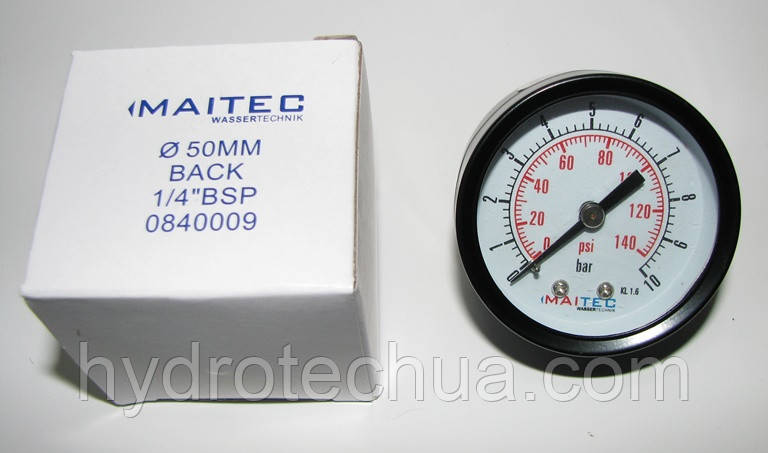 MAITEC
WASSERTECHNIK
Ø 50MM
BACK
1/4"BSP
0840009
0 1 2 3 4 5 6 7 8 9 10
0 20 40 60 80 120 140
psi
bar
KL 1.6
MAITEC
WASSERTECHNIK
hydrotechua.com